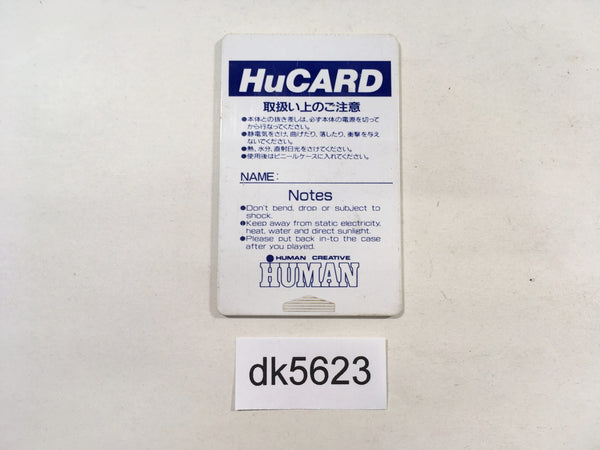 HuCARD
取扱い上のご注意
●本体との抜き差しは、必ず本体の電源を切って
から行なってください。
●静電気をさけ、曲げたり、落したり、衝撃を与え
ないでください。
●熱、水分、直射日光をさけてください。
●使用後はビニールケースに入れてください。
NAME:
Notes
●Don't bend, drop or subject to
shock.
●Keep away from static electricity,
heat, water and direct sunlight.
●Please put back in-to the case
after you played.
HUMAN CREATIVE
HUMAN
dk5623